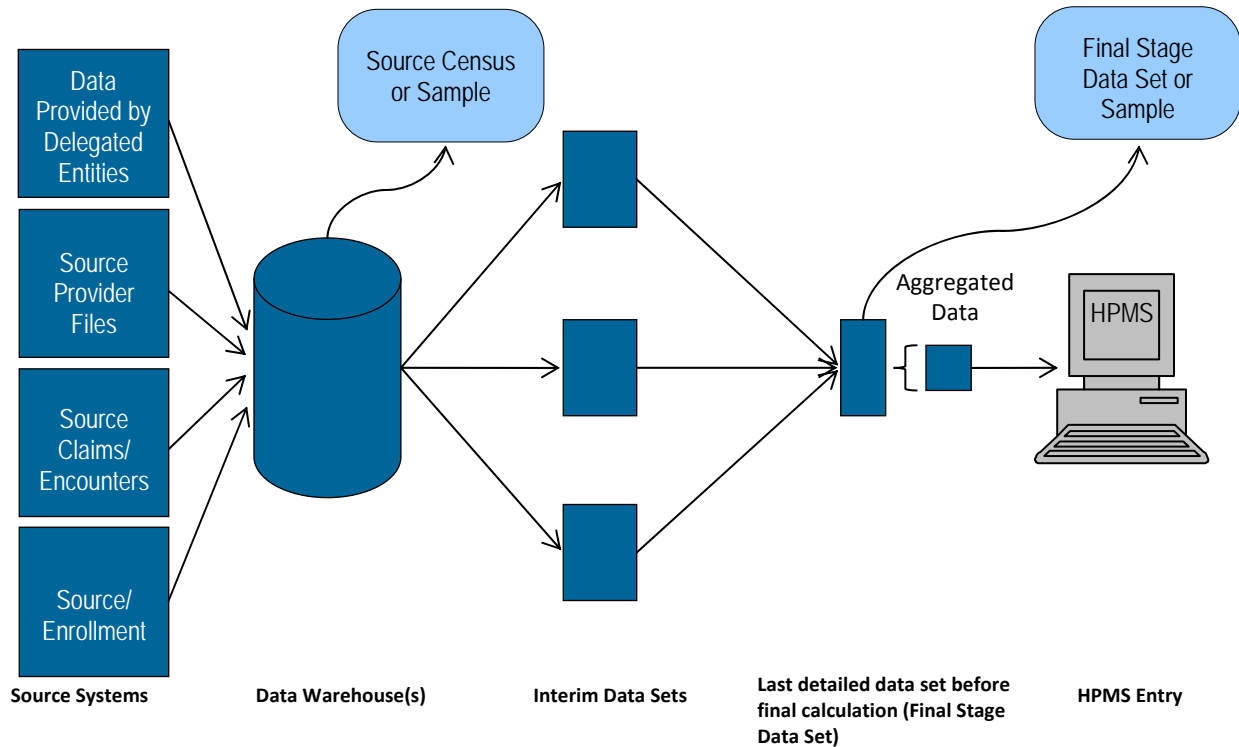 Data
Provided by
Delegated
Entities
Source
Provider
Files
Source
Claims/
Encounters
Source/
Enrollment
Source Census
or Sample
Final Stage
Data Set or
Sample
Aggregated
Data
HPMS
Source Systems
Data Warehouse(s)
Interim Data Sets
Last detailed data set before
final calculation (Final Stage
Data Set)
HPMS Entry